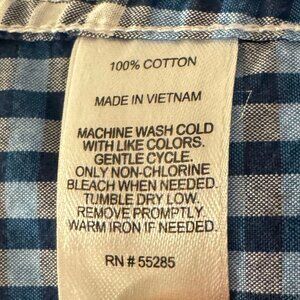 100% COTTON
MADE IN VIETNAM
MACHINE WASH COLD
WITH LIKE COLORS.
GENTLE CYCLE.
ONLY NON-CHLORINE
BLEACH WHEN NEEDED.
TUMBLE DRY LOW.
REMOVE PROMPTLY.
WARM IRON IF NEEDED.
RN # 55285